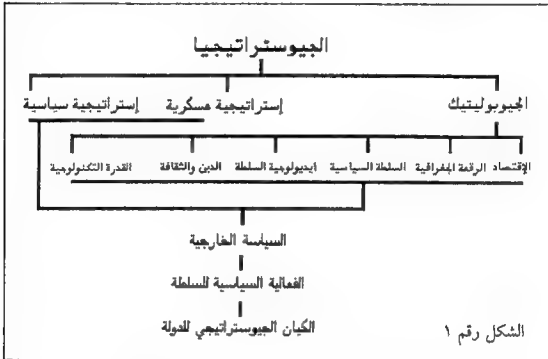 الجيوستراتيجيا
الجيوبوليتيك إستراتيجية عسكرية إستراتيجية سياسية
الإقتصاد الرقعة الجغرافية السلطة السياسية أيديولوجية السلطة الدين والثقافة القدرة التكنولوجية
السياسة الخارجية
الفعالية السياسية للسلطة
الكيان الجيوستراتيجي للدولة
الشكل رقم ١